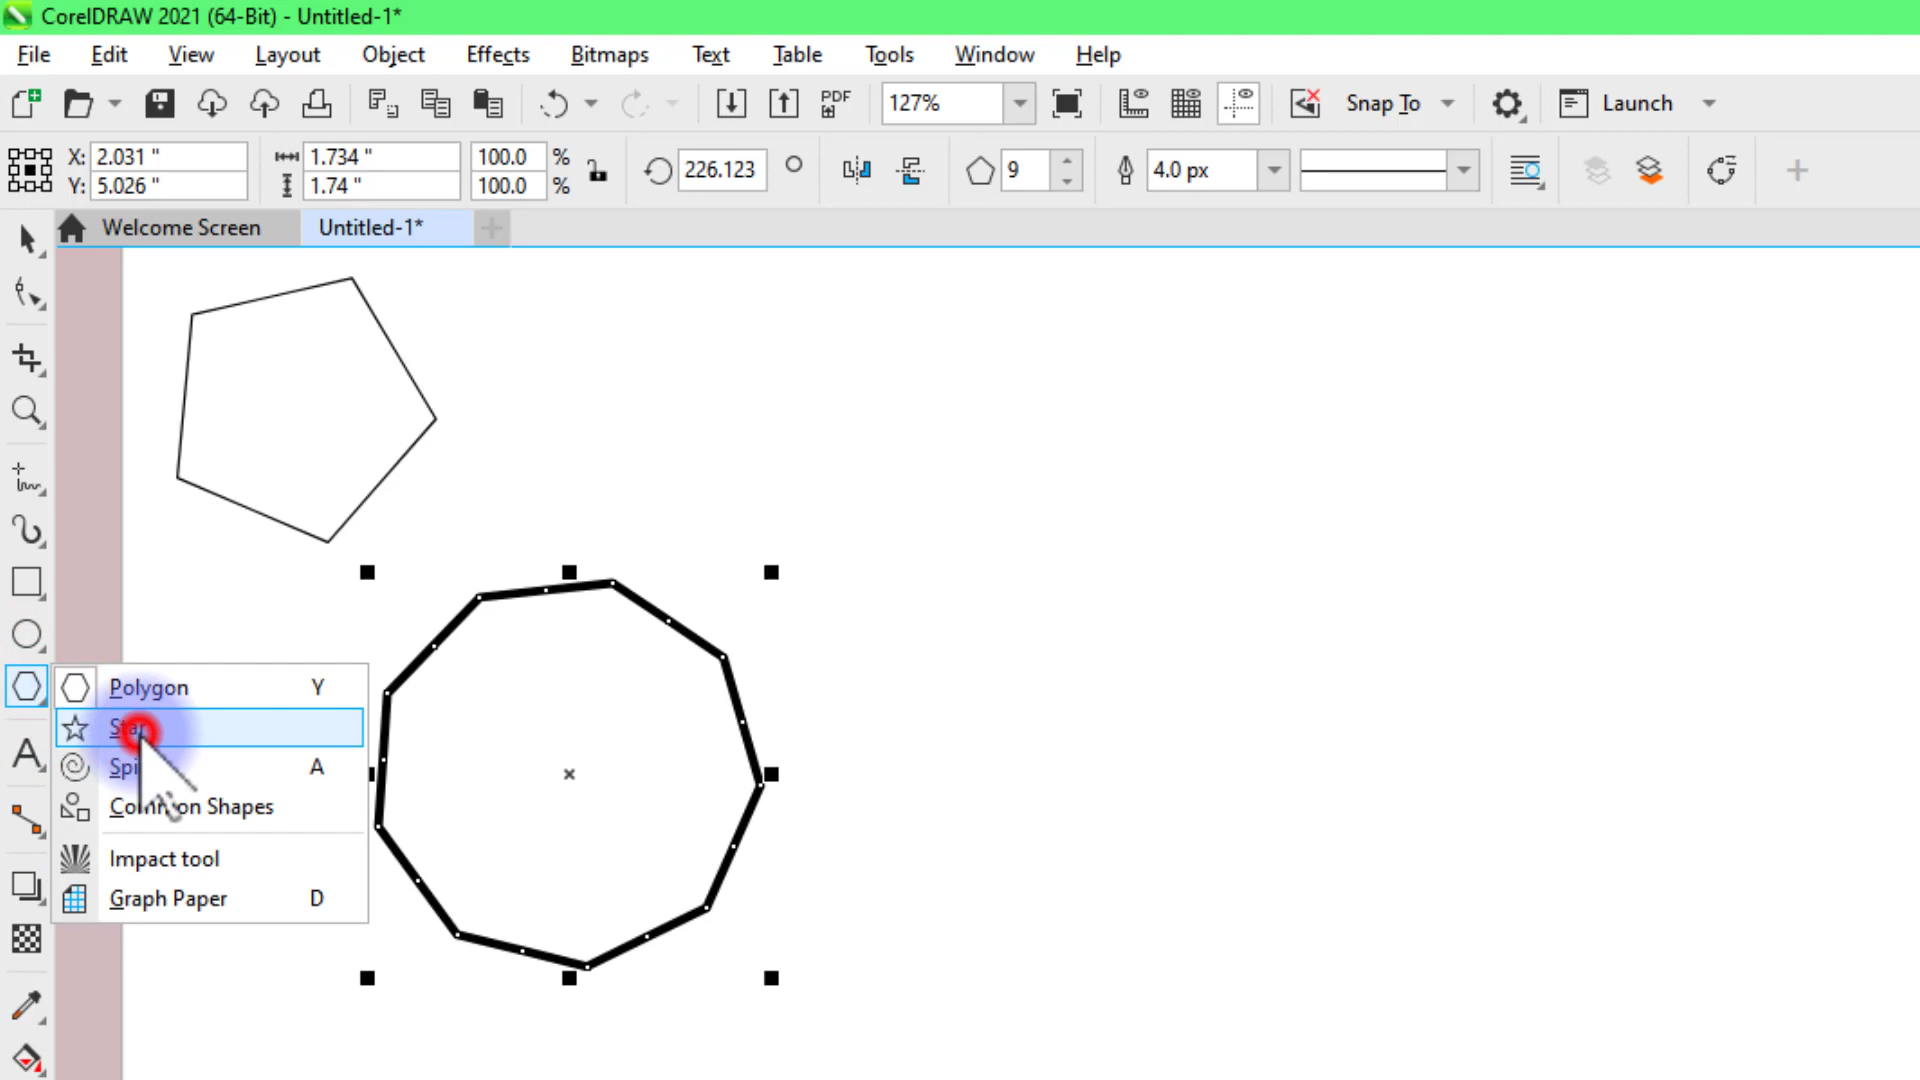 CorelDRAW 2021 (64-Bit) - Untitled-1*
File Edit View Layout Object Effects Bitmaps Text Table Tools Window Help
PDF 127% Snap To Launch
X: 2.031 " 1.734 " 100.0 %
Y: 5.026 " 1.74 " 100.0 %
226.123 9 4.0 px
Welcome Screen Untitled-1*
Polygon Y
A
Common Shapes
Impact tool
Graph Paper D